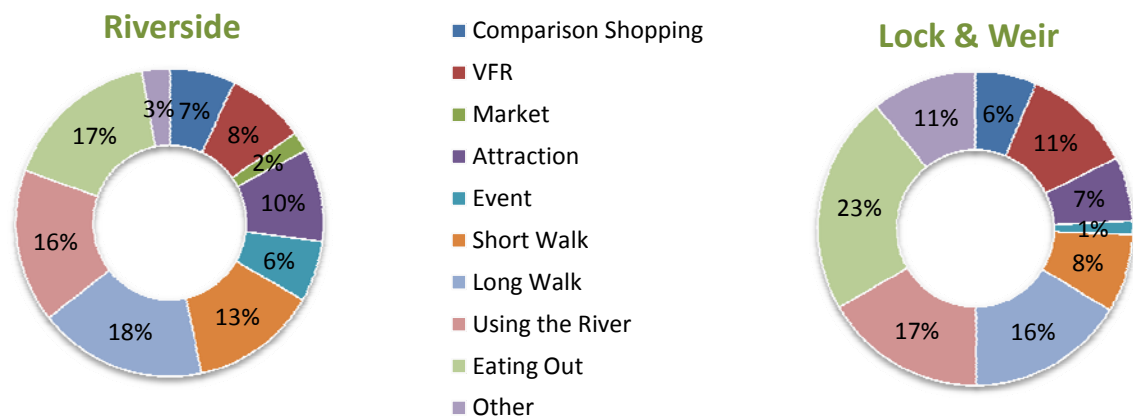 Riverside
7%
8%
2%
10%
6%
13%
18%
16%
17%
3%
Comparison Shopping
VFR
Market
Attraction
Event
Short Walk
Long Walk
Using the River
Eating Out
Other
Lock & Weir
6%
11%
7%
1%
8%
16%
17%
23%
11%